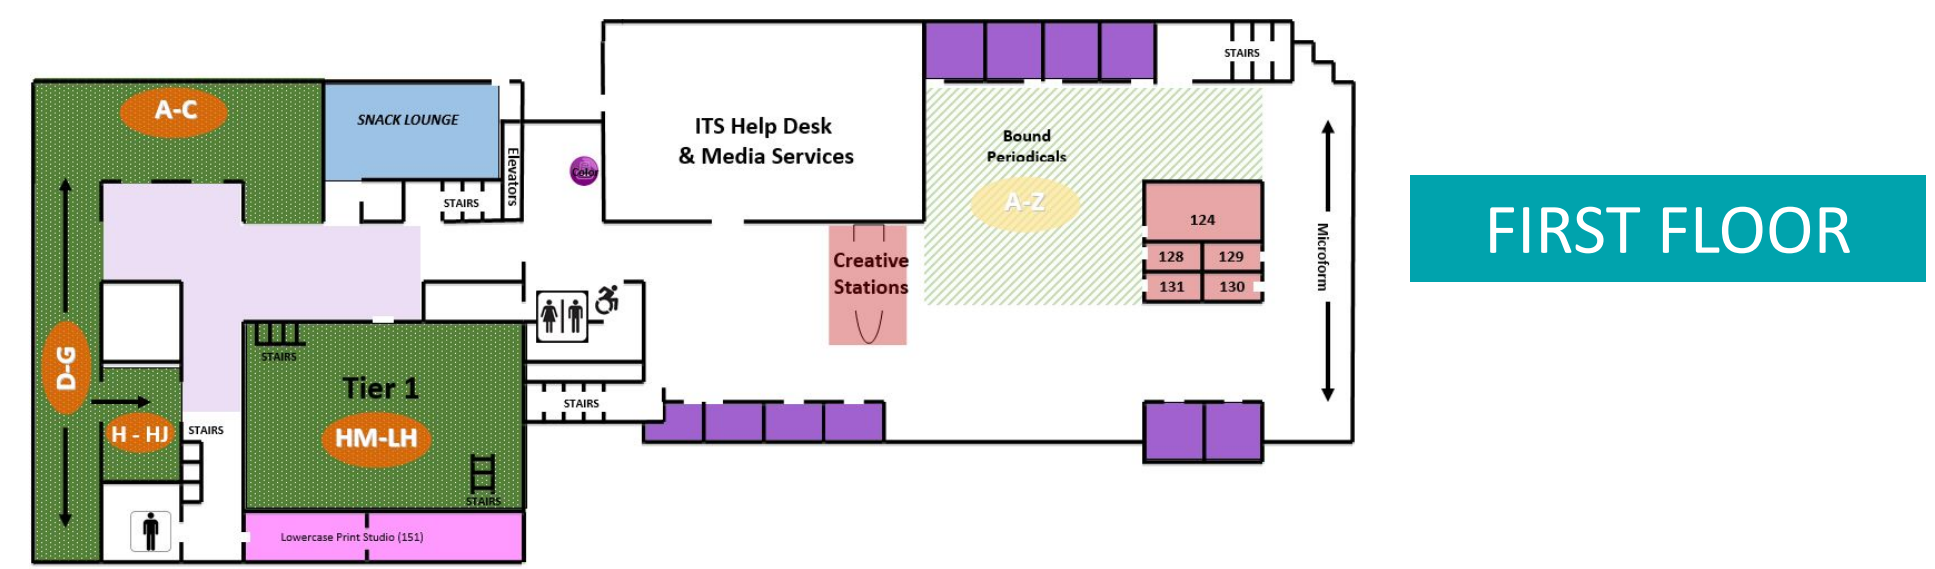 A-C
SNACK LOUNGE
Elevators
STAIRS
Color
ITS Help Desk
& Media Services
STAIRS
Bound
Periodicals
A-Z
124
128
129
131
130
Microform
FIRST FLOOR
Creative
Stations
D-G
H - HJ
STAIRS
STAIRS
Tier 1
HM-LH
STAIRS
STAIRS
Lowercase Print Studio (151)